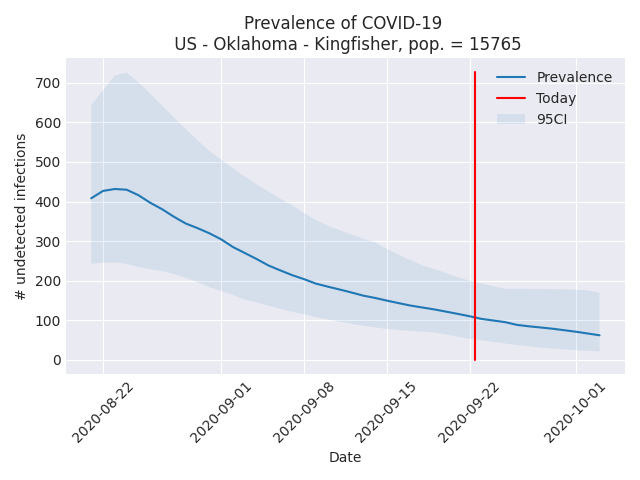 Prevalence of COVID-19
US - Oklahoma - Kingfisher, pop. = 15765
# undetected infections
700
600
500
400
300
200
100
0
Prevalence
Today
95CI
2020-08-22
2020-09-01
2020-09-08
2020-09-15
2020-09-22
2020-10-01
Date